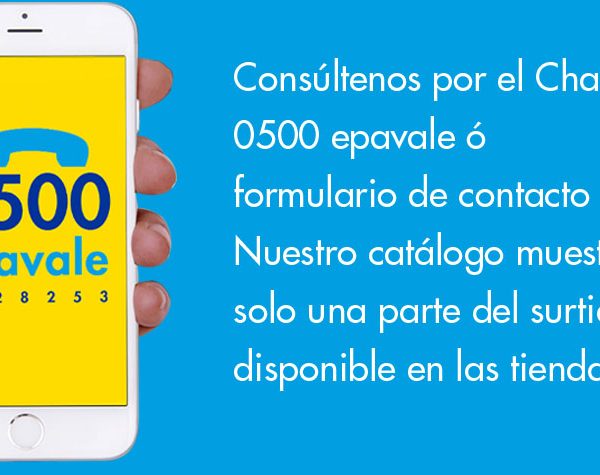 500
avale
2 8 2 5 3
Consúltenos por el Cha
0500 epavale ó
formulario de contacto
Nuestro catálogo muest
solo una parte del surti
disponible en las tienda